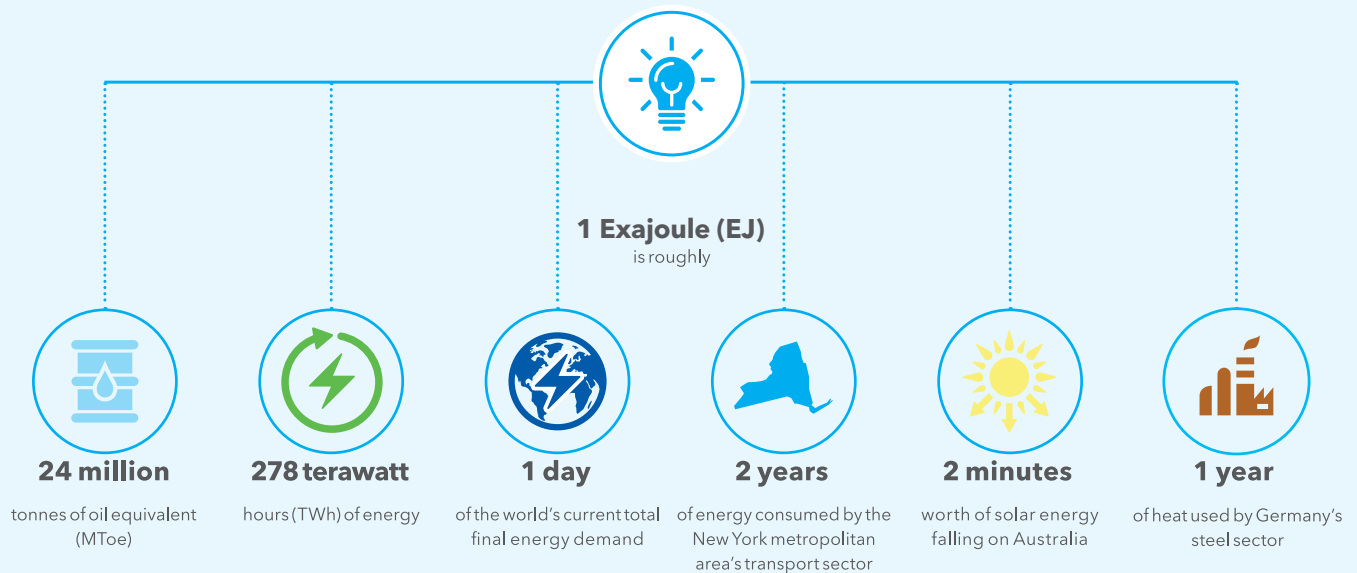 1 Exajoule (EJ)
is roughly
24 million
tonnes of oil equivalent
(MToe)
278 terawatt
hours (TWh) of energy
1 day
of the world's current total
final energy demand
2 years
of energy consumed by the
New York metropolitan
area's transport sector
2 minutes
worth of solar energy
falling on Australia
1 year
of heat used by Germany's
steel sector